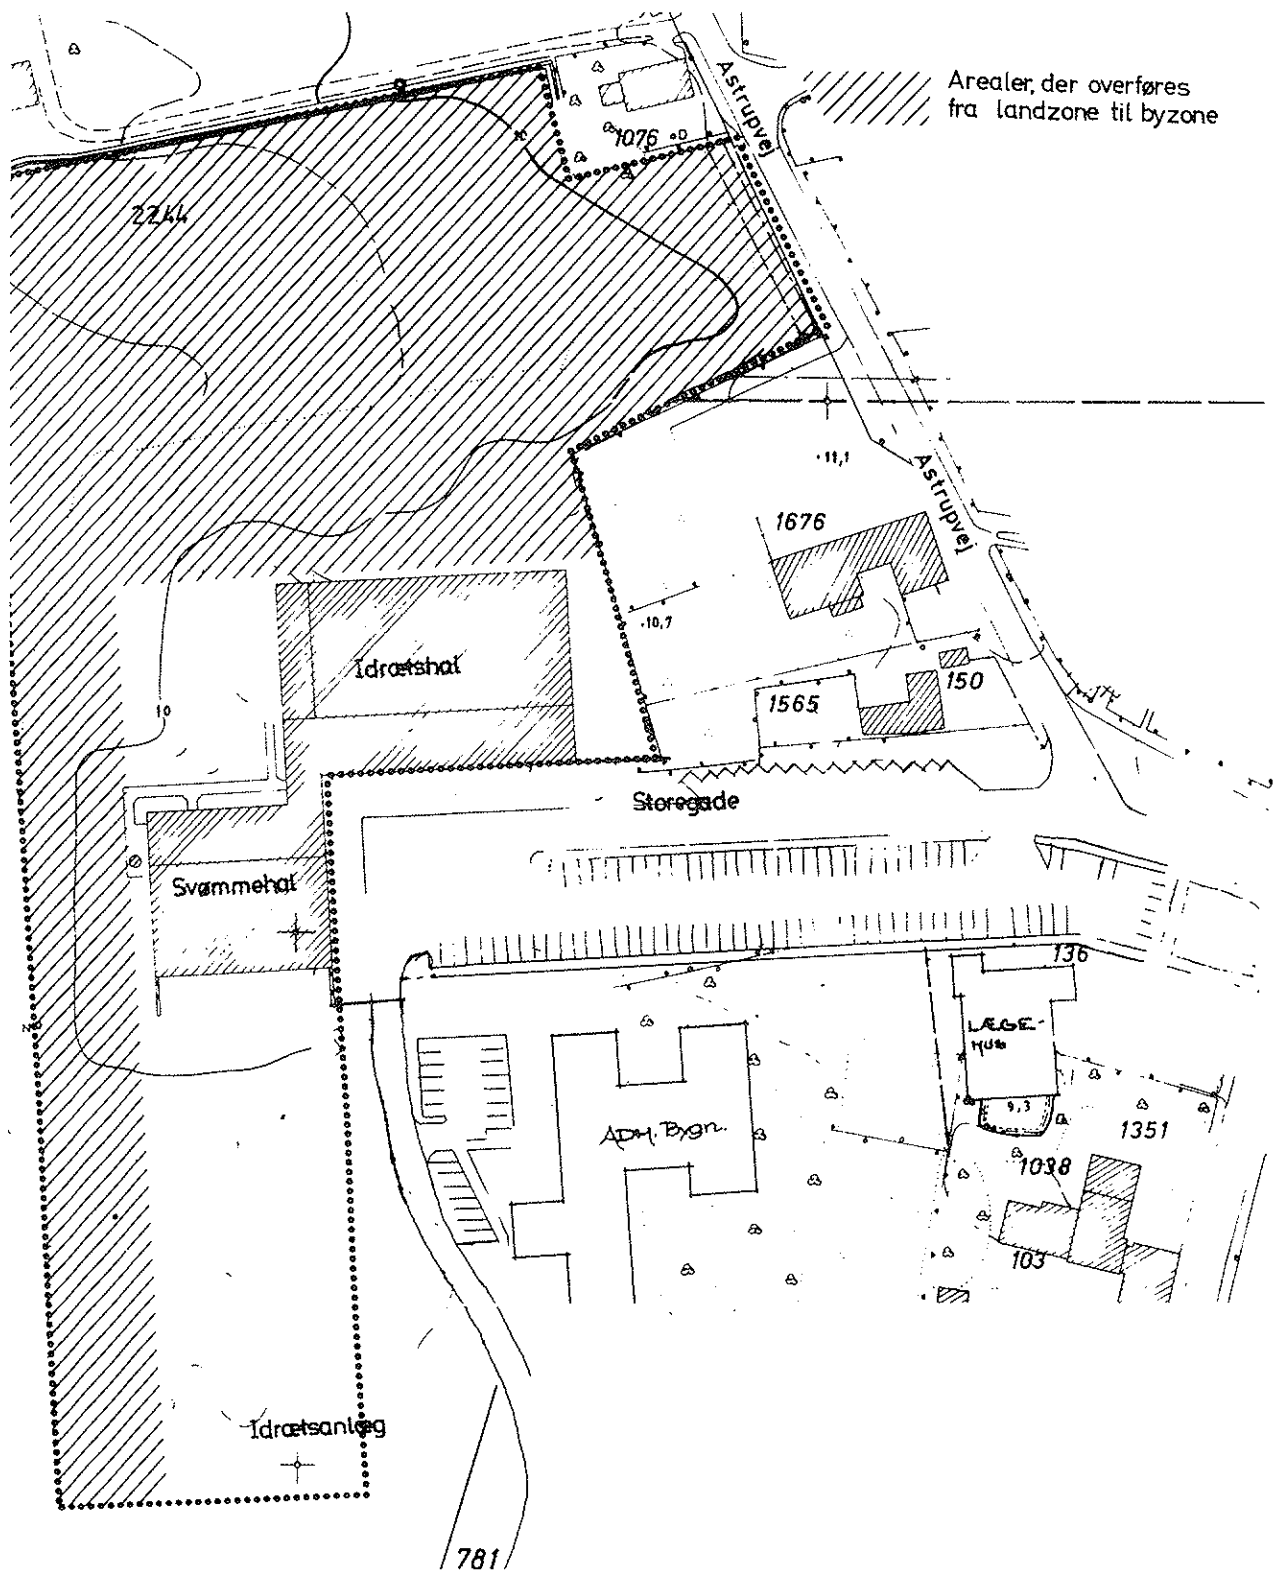 Astrupvej
Arealer, der overføres
fra landzone til byzone
1076
10
2244
11,1
Astrupvej
1676
10,7
Idrætshal
150
1565
10
Storegade
Svømmehal
136
LÆGE-
HUS
9,3
ADM. Bygn.
1351
1038
103
Idrætsanlæg
781